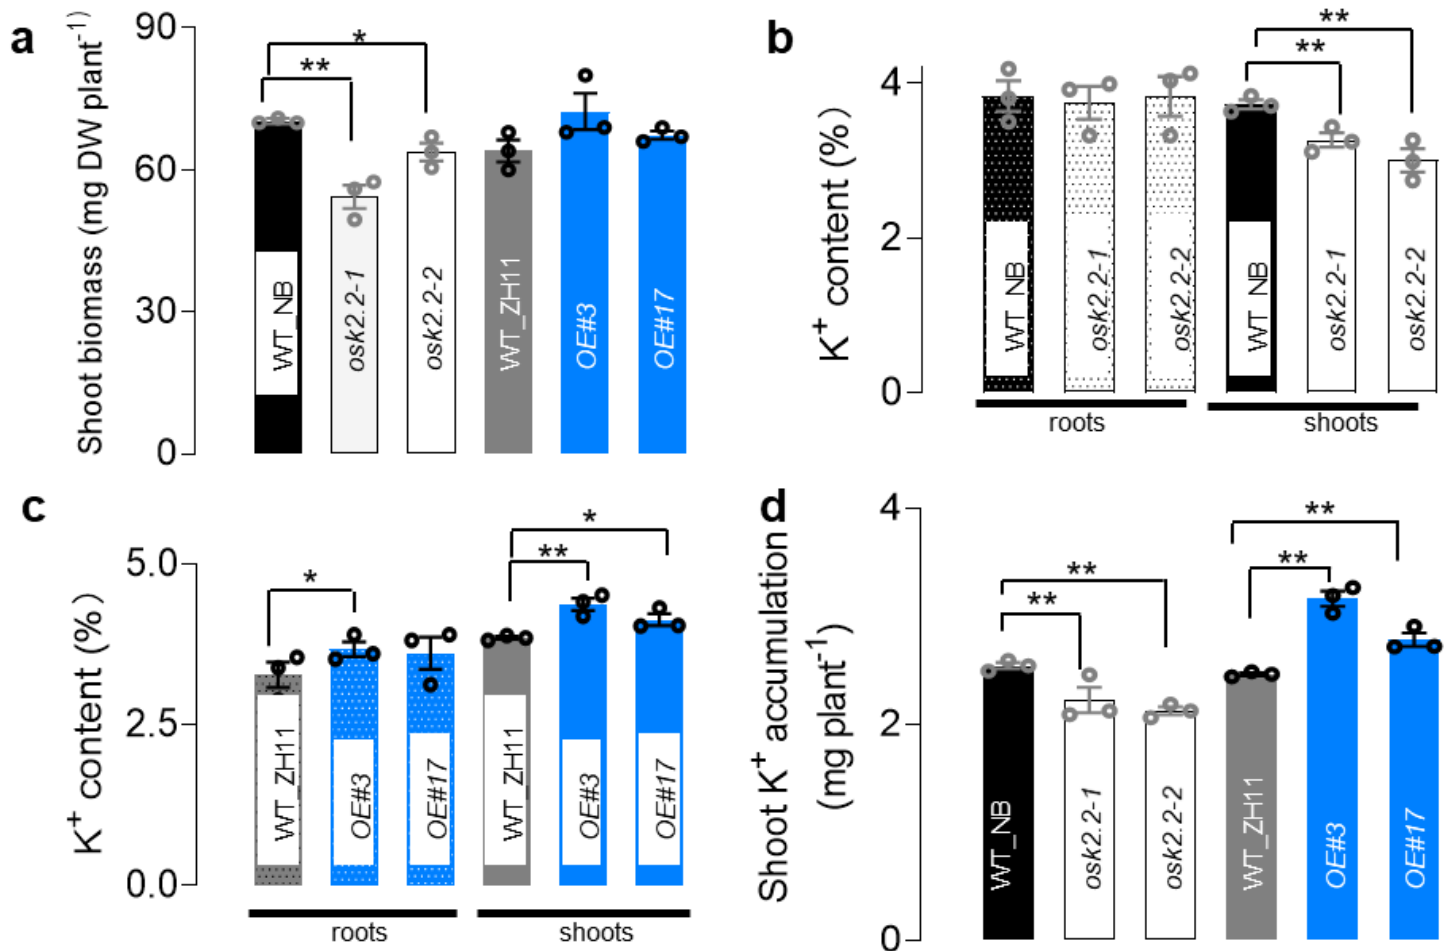 a
Shoot biomass (mg DW plant⁻¹)
90
60
30
0
*
**
WT_NB
osk2.2-1
osk2.2-2
WT_ZH11
OE#3
OE#17
b
K⁺ content (%)
4
2
0
**
**
WT_NB
osk2.2-1
osk2.2-2
WT_NB
osk2.2-1
osk2.2-2
roots
shoots
c
K⁺ content (%)
5.0
2.5
0.0
*
*
**
WT_ZH11
OE#3
OE#17
WT_ZH11
OE#3
OE#17
roots
shoots
d
Shoot K⁺ accumulation
(mg plant⁻¹)
4
2
0
**
**
**
**
WT_NB
osk2.2-1
osk2.2-2
WT_ZH11
OE#3
OE#17